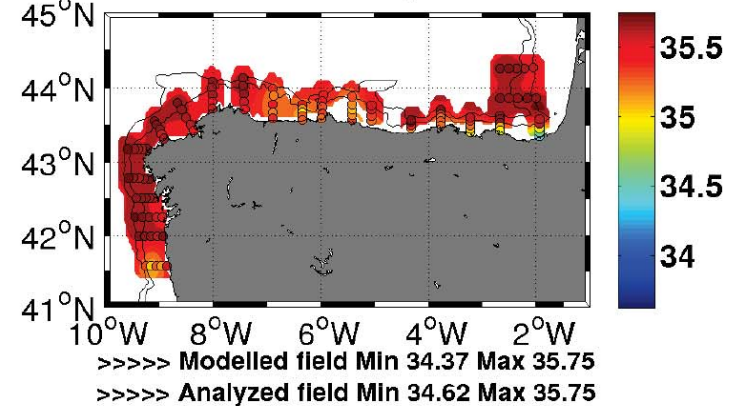 45°N
44°N
43°N
42°N
41°N
10°W 8°W 6°W 4°W 2°W
35.5
35
34.5
34
>>>>> Modelled field Min 34.37 Max 35.75
>>>>> Analyzed field Min 34.62 Max 35.75